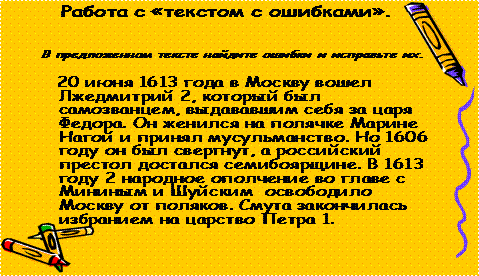 Работа с «текстом с ошибками».
В предложенном тексте найдите ошибки и исправьте их.
20 июня 1613 года в Москву вошел
Лжедмитрий 2, который был
самозванцем, выдававшим себя за царя
Федора. Он женился на полячке Марине
Нагой и принял мусульманство. Но 1606
году он был свергнут, а российский
престол достался семибоярщине. В 1613
году 2 народное ополчение во главе с
Мининым и Шуйским освободило
Москву от поляков. Смута закончилась
избранием на царство Петра 1.